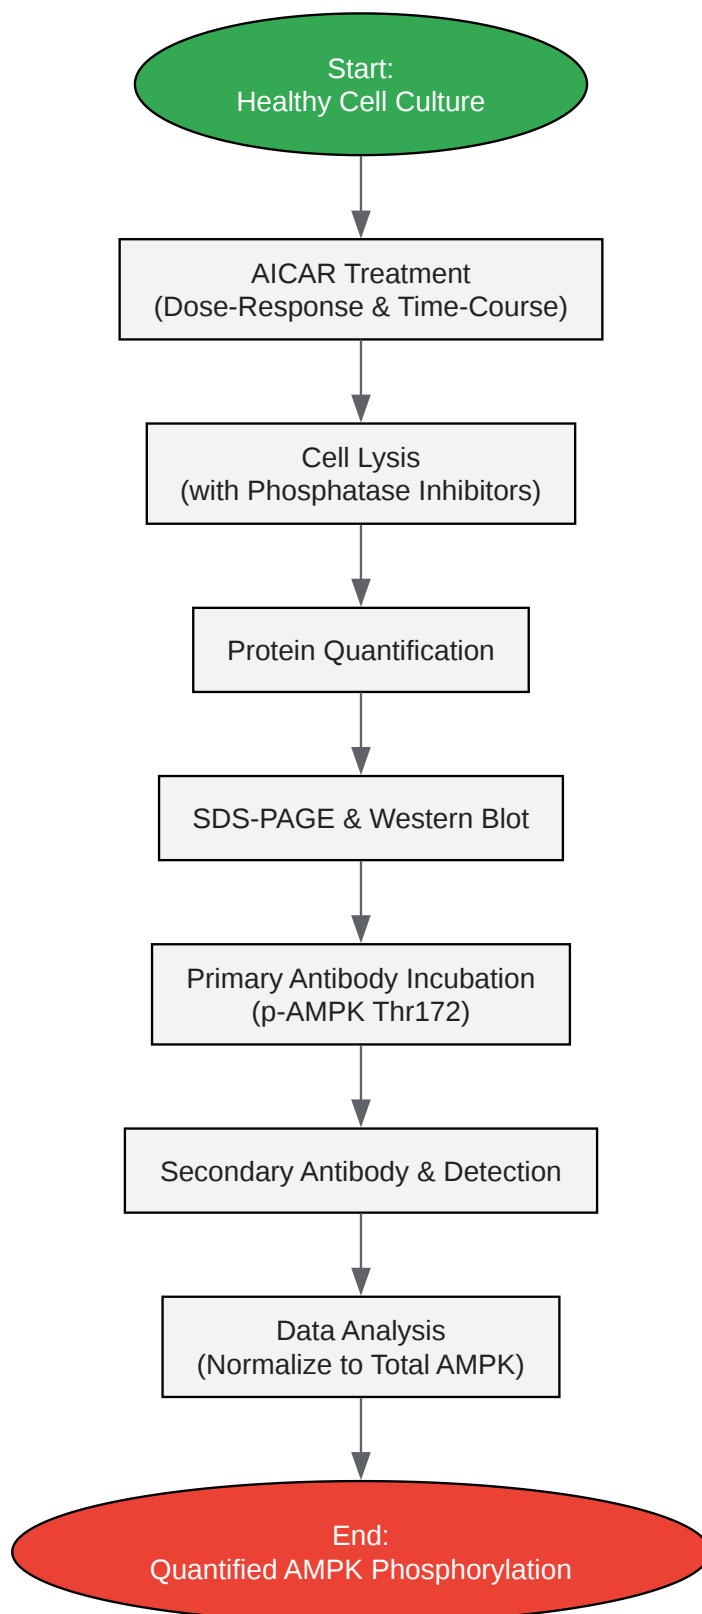 Start:
Healthy Cell Culture
AICAR Treatment
(Dose-Response & Time-Course)
Cell Lysis
(with Phosphatase Inhibitors)
Protein Quantification
SDS-PAGE & Western Blot
Primary Antibody Incubation
(p-AMPK Thr172)
Secondary Antibody & Detection
Data Analysis
(Normalize to Total AMPK)
End:
Quantified AMPK Phosphorylation